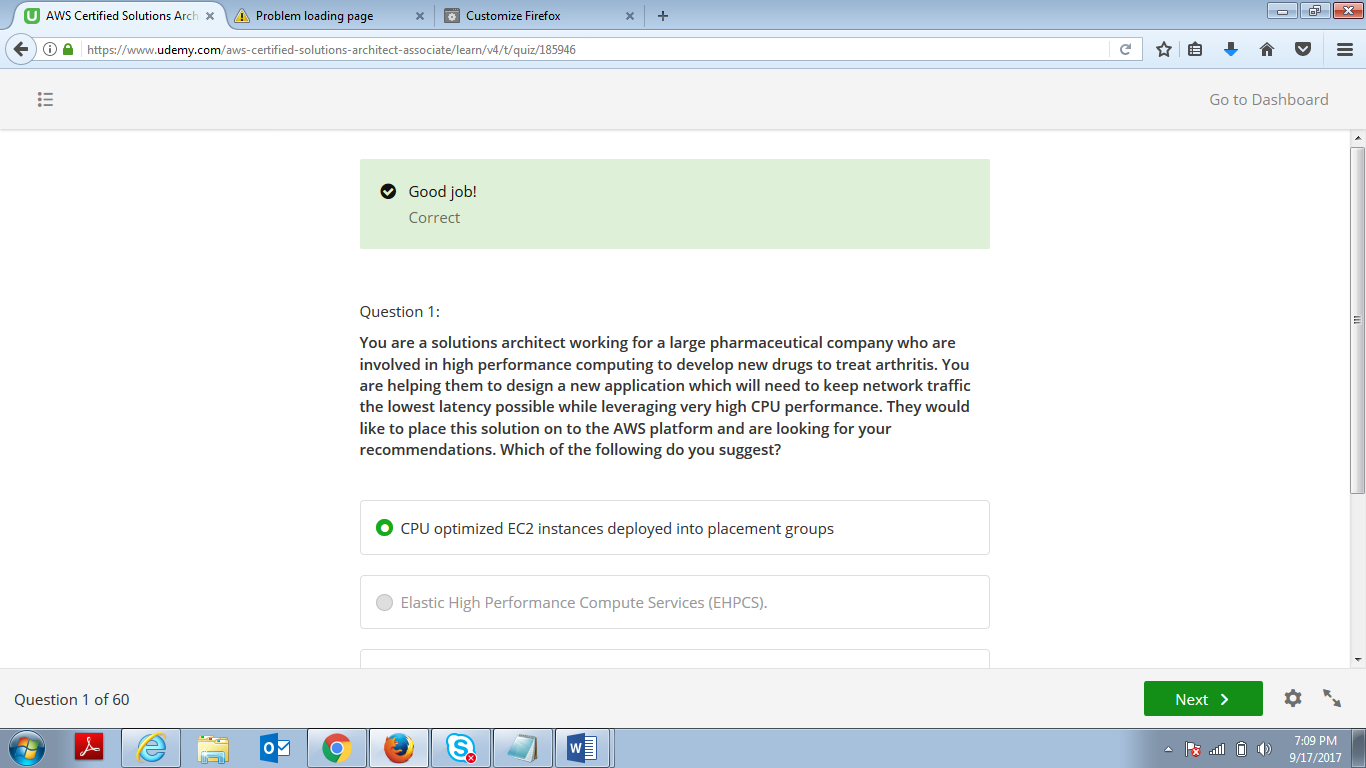 AWS Certified Solutions Arch
Problem loading page
Customize Firefox
https://www.udemy.com/aws-certified-solutions-architect-associate/learn/v4/t/quiz/185946
Go to Dashboard
Good job!
Correct
Question 1:
You are a solutions architect working for a large pharmaceutical company who are
involved in high performance computing to develop new drugs to treat arthritis. You
are helping them to design a new application which will need to keep network traffic
the lowest latency possible while leveraging very high CPU performance. They would
like to place this solution on to the AWS platform and are looking for your
recommendations. Which of the following do you suggest?
CPU optimized EC2 instances deployed into placement groups
Elastic High Performance Compute Services (EHPCS).
Question 1 of 60
Next
7:09 PM
9/17/2017